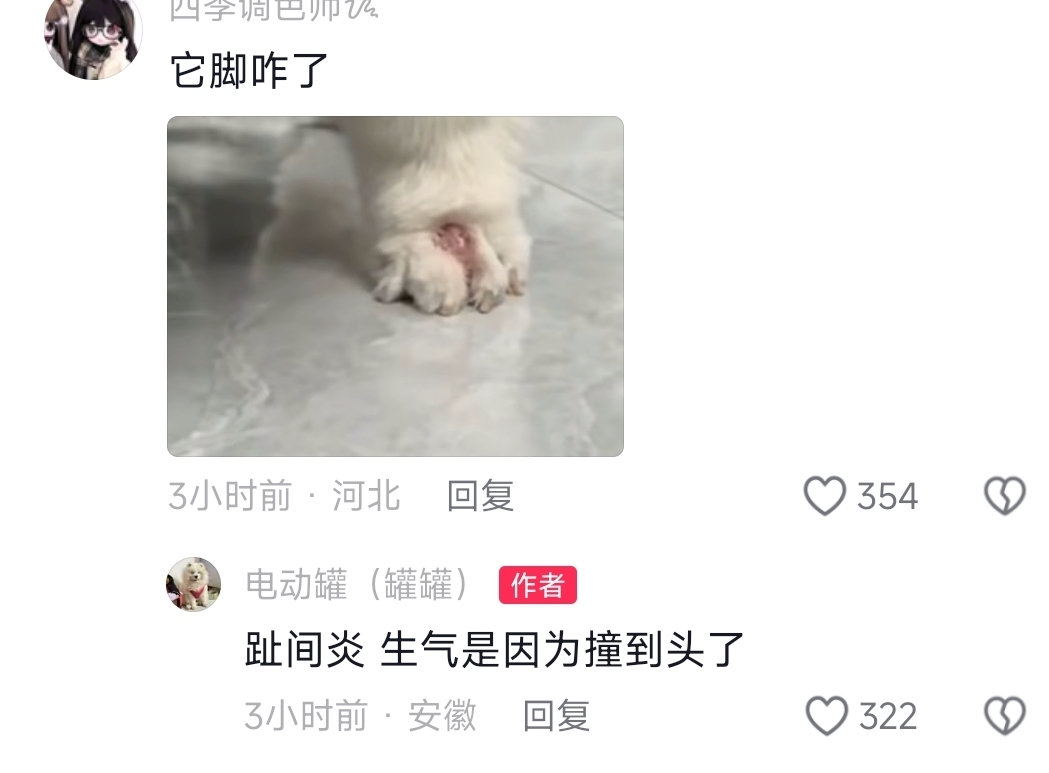 四季调色师
它脚咋了
3小时前 · 河北 回复 354
电动罐（罐罐） 作者
趾间炎 生气是因为撞到头了
3小时前 · 安徽 回复 322